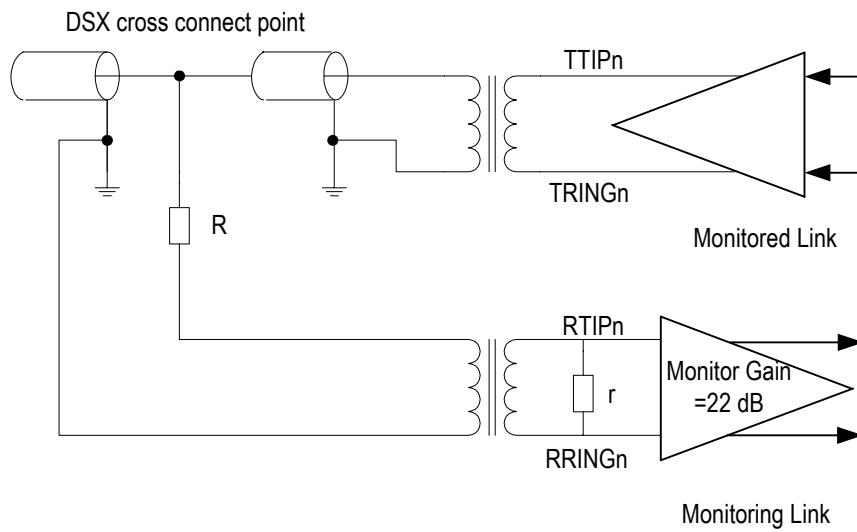 DSX cross connect point
TTIPn
TRINGn
R
Monitored Link
RTIPn
Monitor Gain
=22 dB
r
RRINGn
Monitoring Link